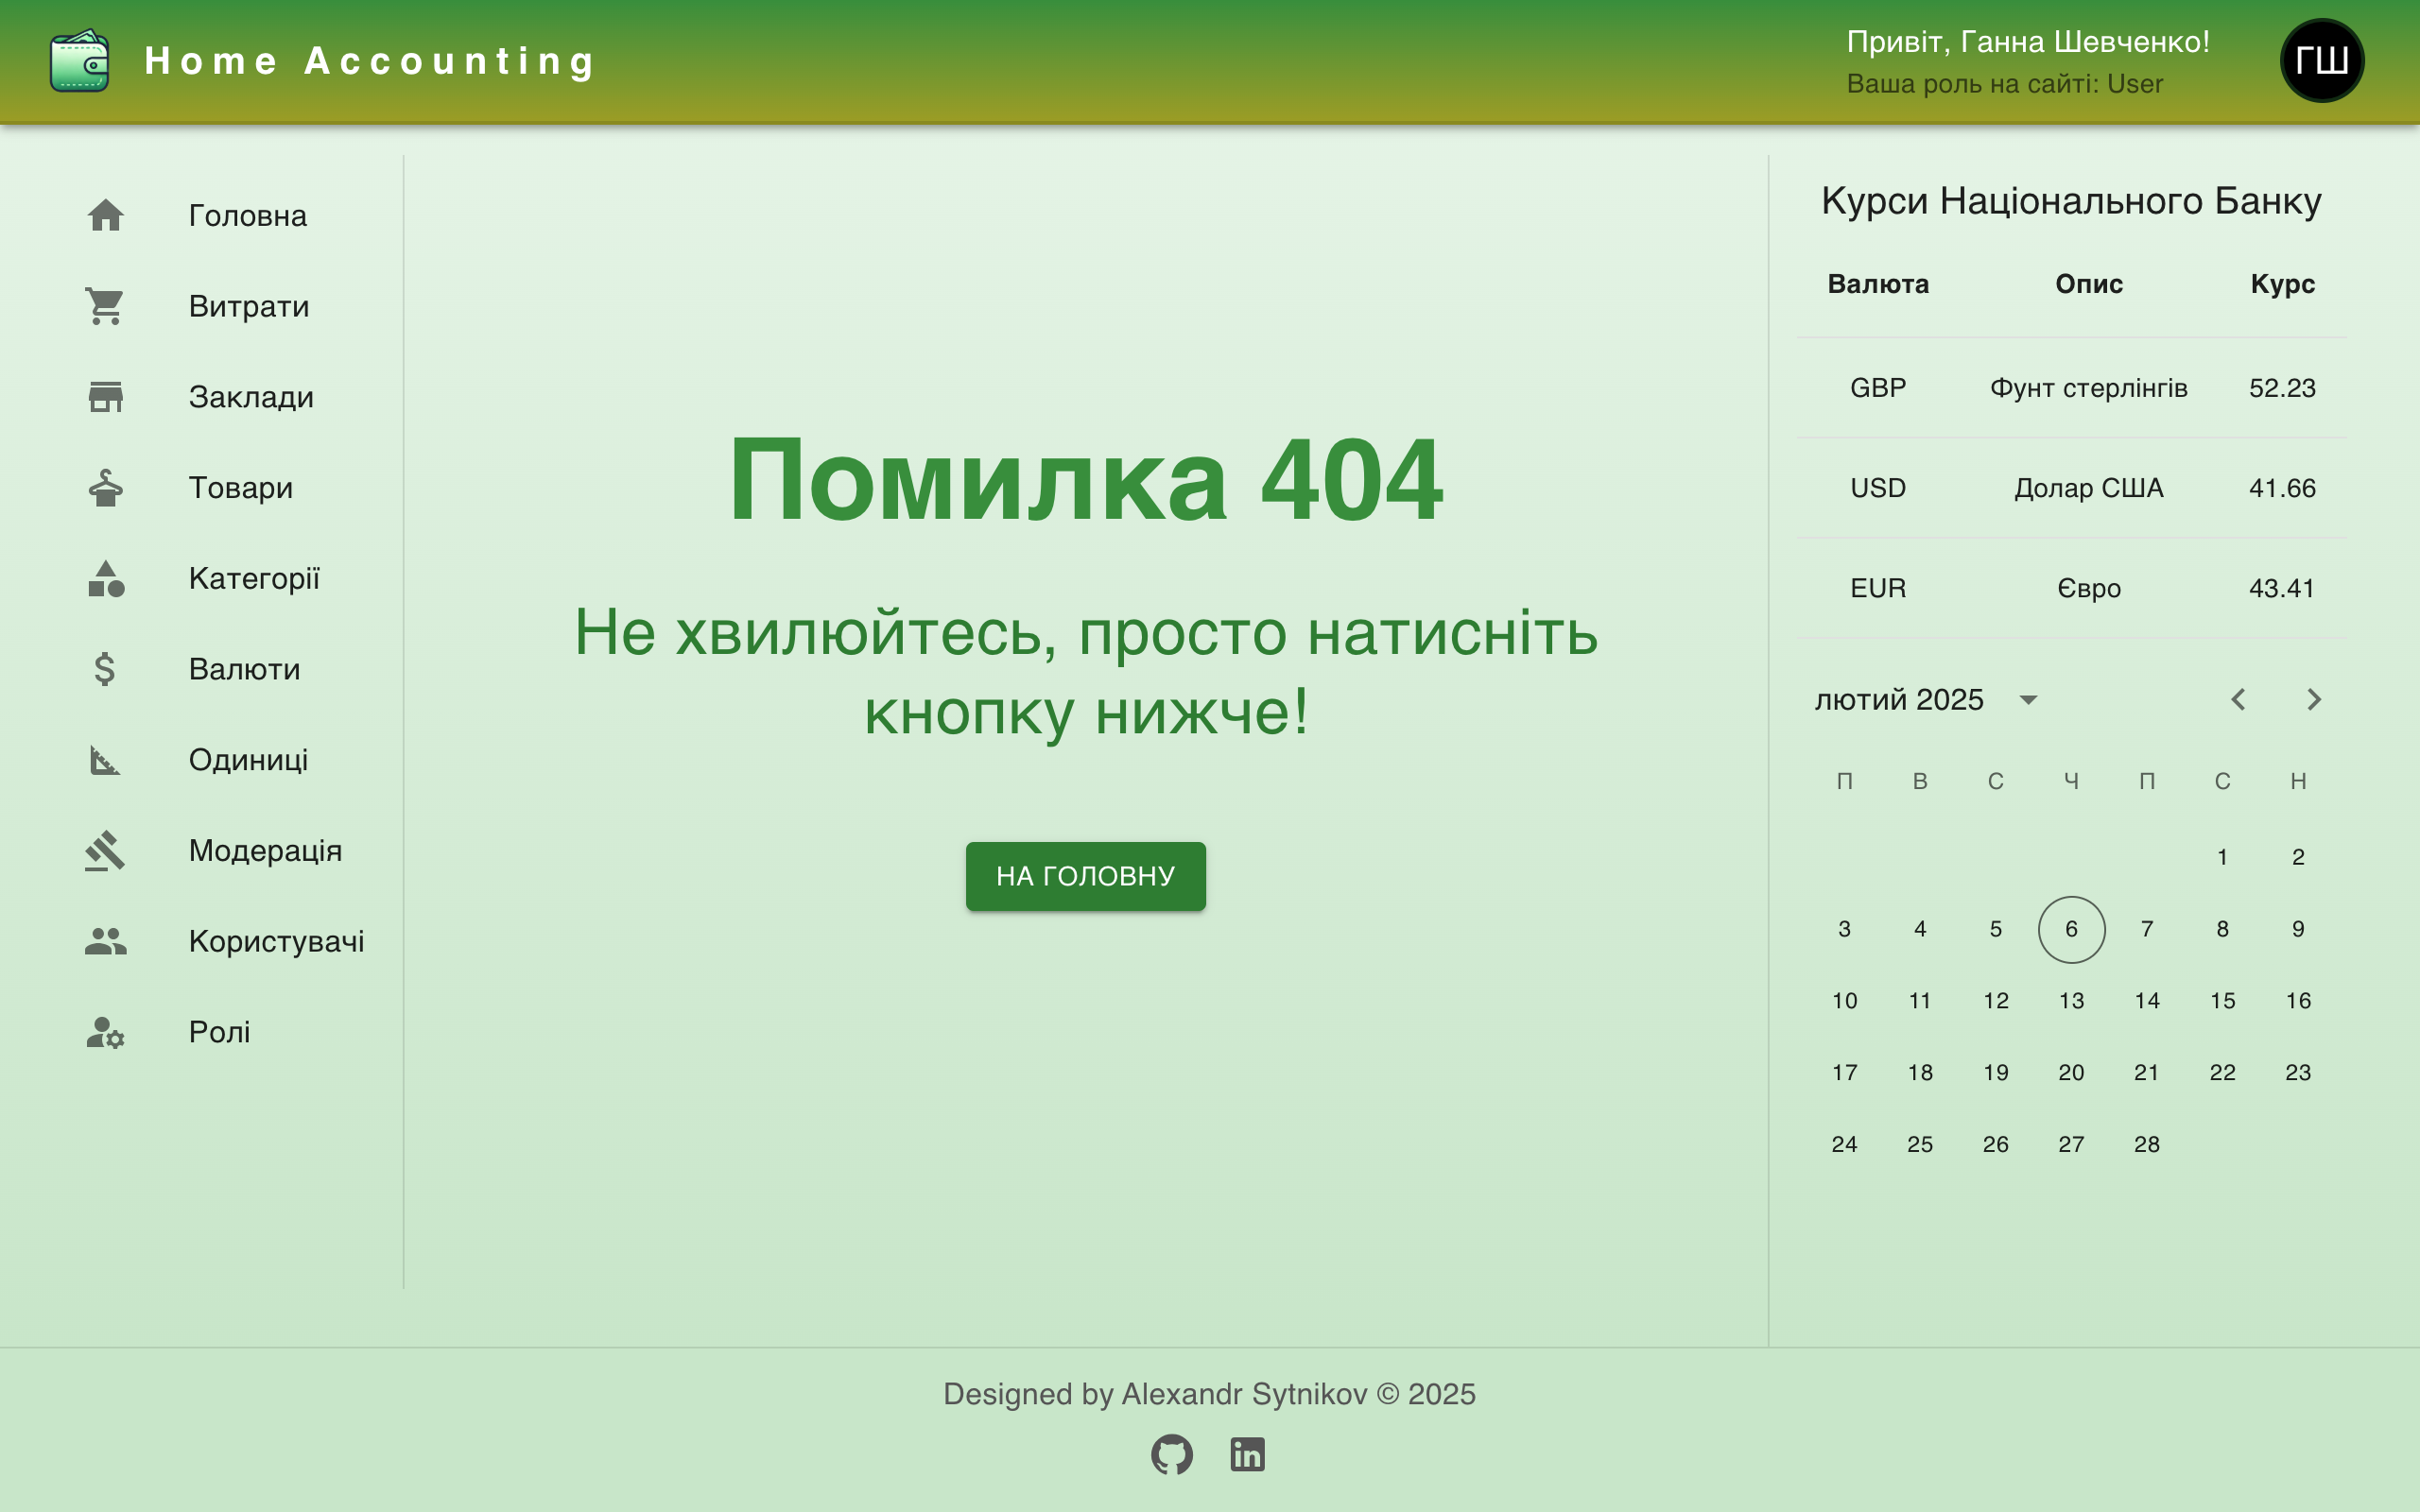 Home Accounting
Привіт, Ганна Шевченко!
Ваша роль на сайті: User
ГШ
Головна
Витрати
Заклади
Товари
Категорії
Валюти
Одиниці
Модерація
Користувачі
Ролі
Помилка 404
Не хвилюйтесь, просто натисніть
кнопку нижче!
НА ГОЛОВНУ
Курси Національного Банку
Валюта Опис Курс
GBP Фунт стерлінгів 52.23
USD Долар США 41.66
EUR Євро 43.41
лютий 2025
П В С Ч П С Н
1 2
3 4 5 6 7 8 9
10 11 12 13 14 15 16
17 18 19 20 21 22 23
24 25 26 27 28
Designed by Alexandr Sytnikov © 2025